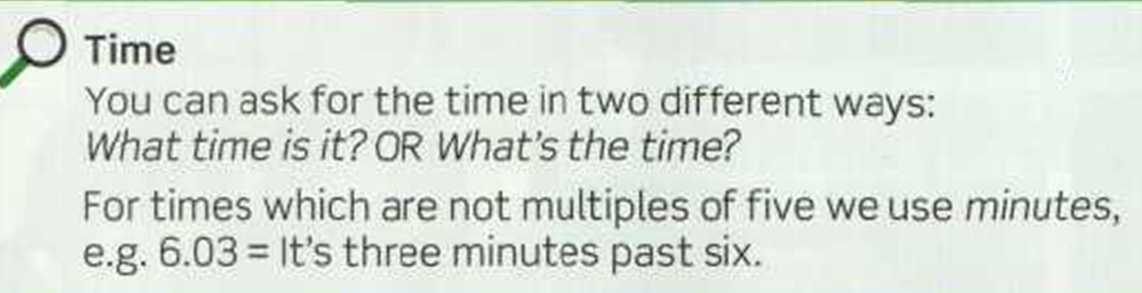 Time
You can ask for the time in two different ways:
What time is it? OR What's the time?
For times which are not multiples of five we use minutes,
e.g. 6.03 = It's three minutes past six.